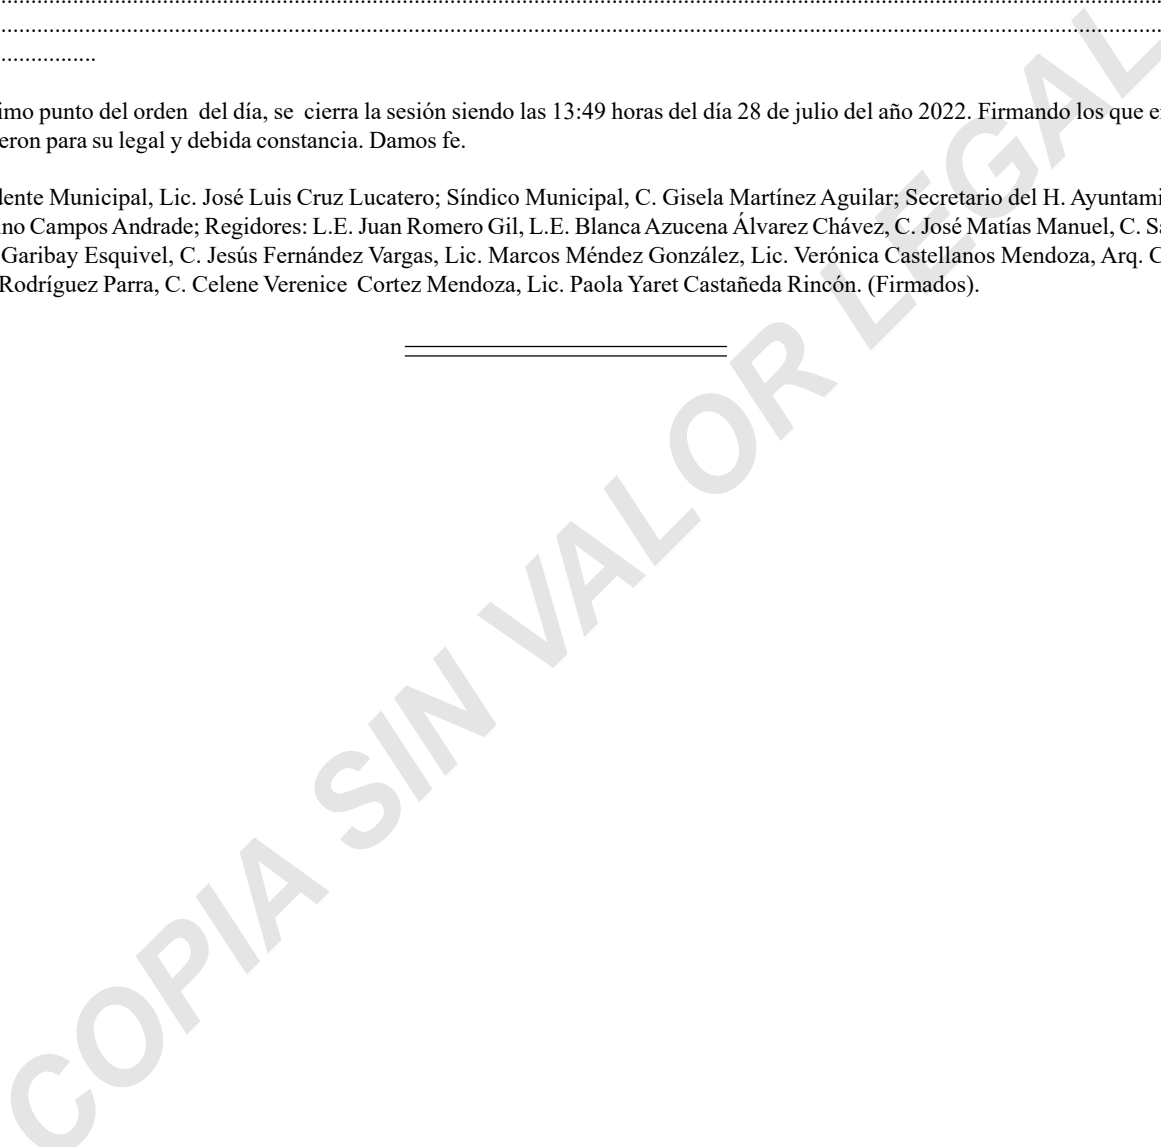 ................................................................................................................................................................................................
................................................................................................................................................................................................
................
imo punto del orden del día, se cierra la sesión siendo las 13:49 horas del día 28 de julio del año 2022. Firmando los que e
eron para su legal y debida constancia. Damos fe.
dente Municipal, Lic. José Luis Cruz Lucatero; Síndico Municipal, C. Gisela Martínez Aguilar; Secretario del H. Ayuntami
no Campos Andrade; Regidores: L.E. Juan Romero Gil, L.E. Blanca Azucena Álvarez Chávez, C. José Matías Manuel, C. Sa
Garibay Esquivel, C. Jesús Fernández Vargas, Lic. Marcos Méndez González, Lic. Verónica Castellanos Mendoza, Arq. C
Rodríguez Parra, C. Celene Verenice Cortez Mendoza, Lic. Paola Yaret Castañeda Rincón. (Firmados).
COPIA SIN VALOR LEGAL